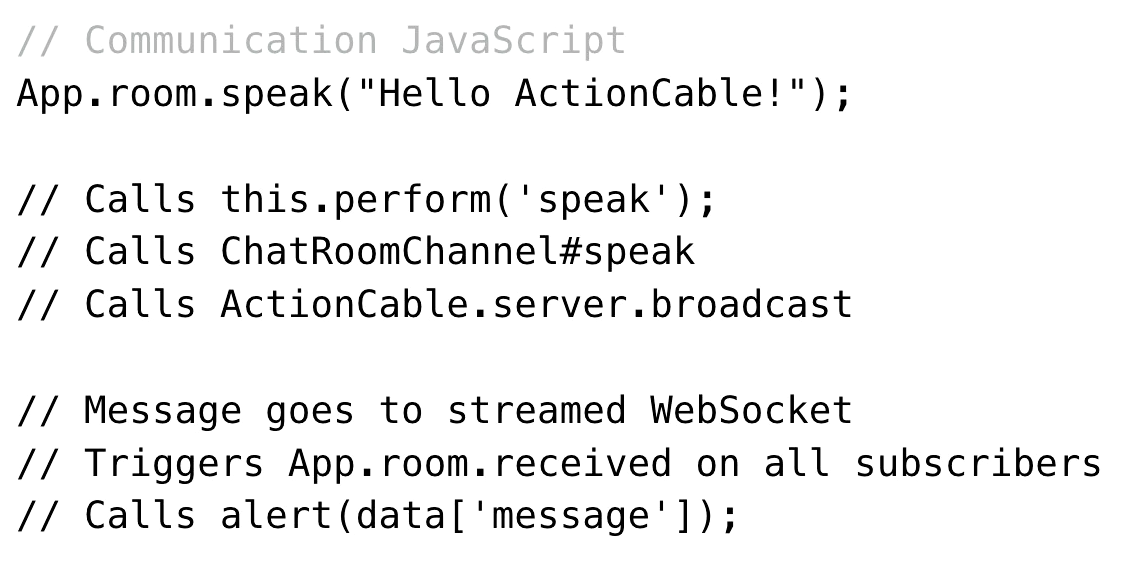 // Communication JavaScript
App.room.speak("Hello ActionCable!");
// Calls this.perform('speak');
// Calls ChatRoomChannel#speak
// Calls ActionCable.server.broadcast
// Message goes to streamed WebSocket
// Triggers App.room.received on all subscribers
// Calls alert(data['message']);